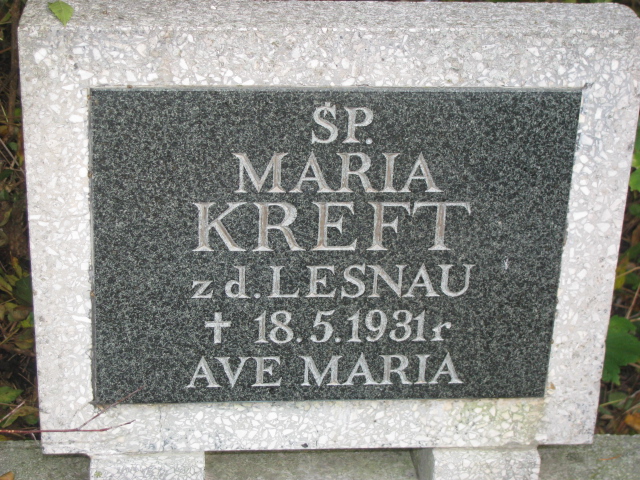 ŚP.
MARIA
KREFT
z d. LESNAU
✝ 18.5.1931r
AVE MARIA